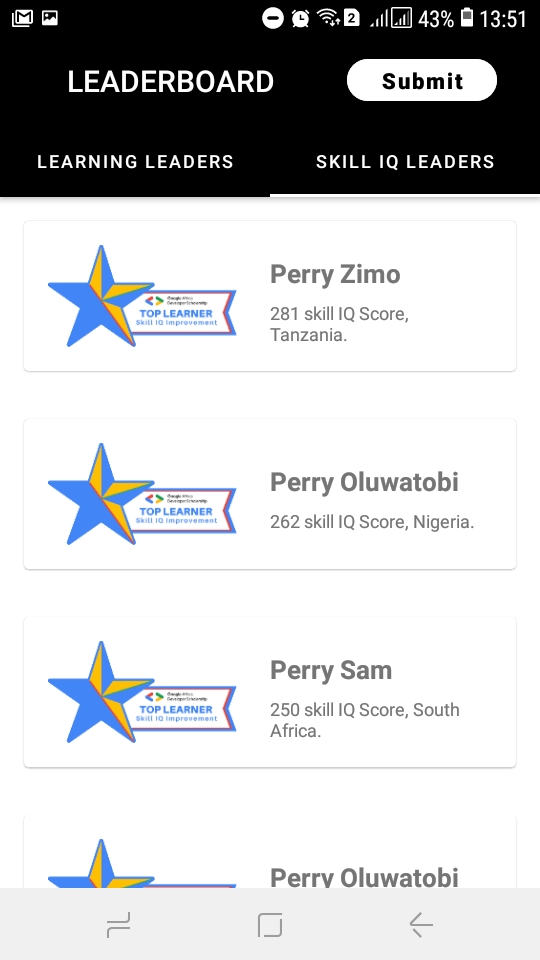 2
43%
13:51
LEADERBOARD
Submit
LEARNING LEADERS
SKILL IQ LEADERS
Google Africa
Developer Scholarship
TOP LEARNER
Skill IQ Improvement
Perry Zimo
281 skill IQ Score,
Tanzania.
Google Africa
Developer Scholarship
TOP LEARNER
Skill IQ Improvement
Perry Oluwatobi
262 skill IQ Score, Nigeria.
Google Africa
Developer Scholarship
TOP LEARNER
Skill IQ Improvement
Perry Sam
250 skill IQ Score, South
Africa.
Perry Oluwatobi